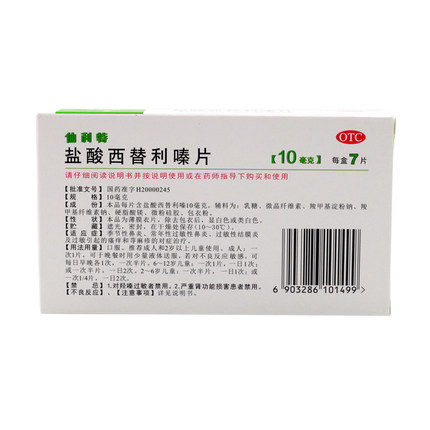 仙利特
盐酸西替利嗪片
OTC
【10毫克】 每盒7片
请仔细阅读说明书并按说明使用或在药师指导下购买和使用
【批准文号】国药准字H20000245
【规 格】10毫克
【成 份】本品每片含盐酸西替利嗪10毫克。辅料为：乳糖、微晶纤维素、羧甲基淀粉钠、羧
甲基纤维素钠、硬脂酸镁、微粉硅胶、包衣粉。
【性 状】本品为薄膜衣片，除去包衣后，显白色或类白色。
【贮 藏】遮光，密封，在干燥处保存(10～30℃)。
【适 应 症】季节性鼻炎、常年性过敏性鼻炎、过敏性结膜炎
及过敏引起的瘙痒和荨麻疹的对症治疗。
【用法用量】口服。推荐成人和2岁以上儿童使用。成人：一
次1片，可于晚餐时用少量液体送服，若对不良反应敏感，可
每日早晚各1次，一次半片。6～12岁儿童：一次1片，一日1次；
或一次半片，一日2次。2～6岁儿童：一次半片，一日1次；或
一次1/4片，一日2次。
【禁 忌】1.对羟嗪过敏者禁用。2.严重肾功能损害患者禁用。
【不良反应】、【注意事项】详见说明书。
6 903286 101499